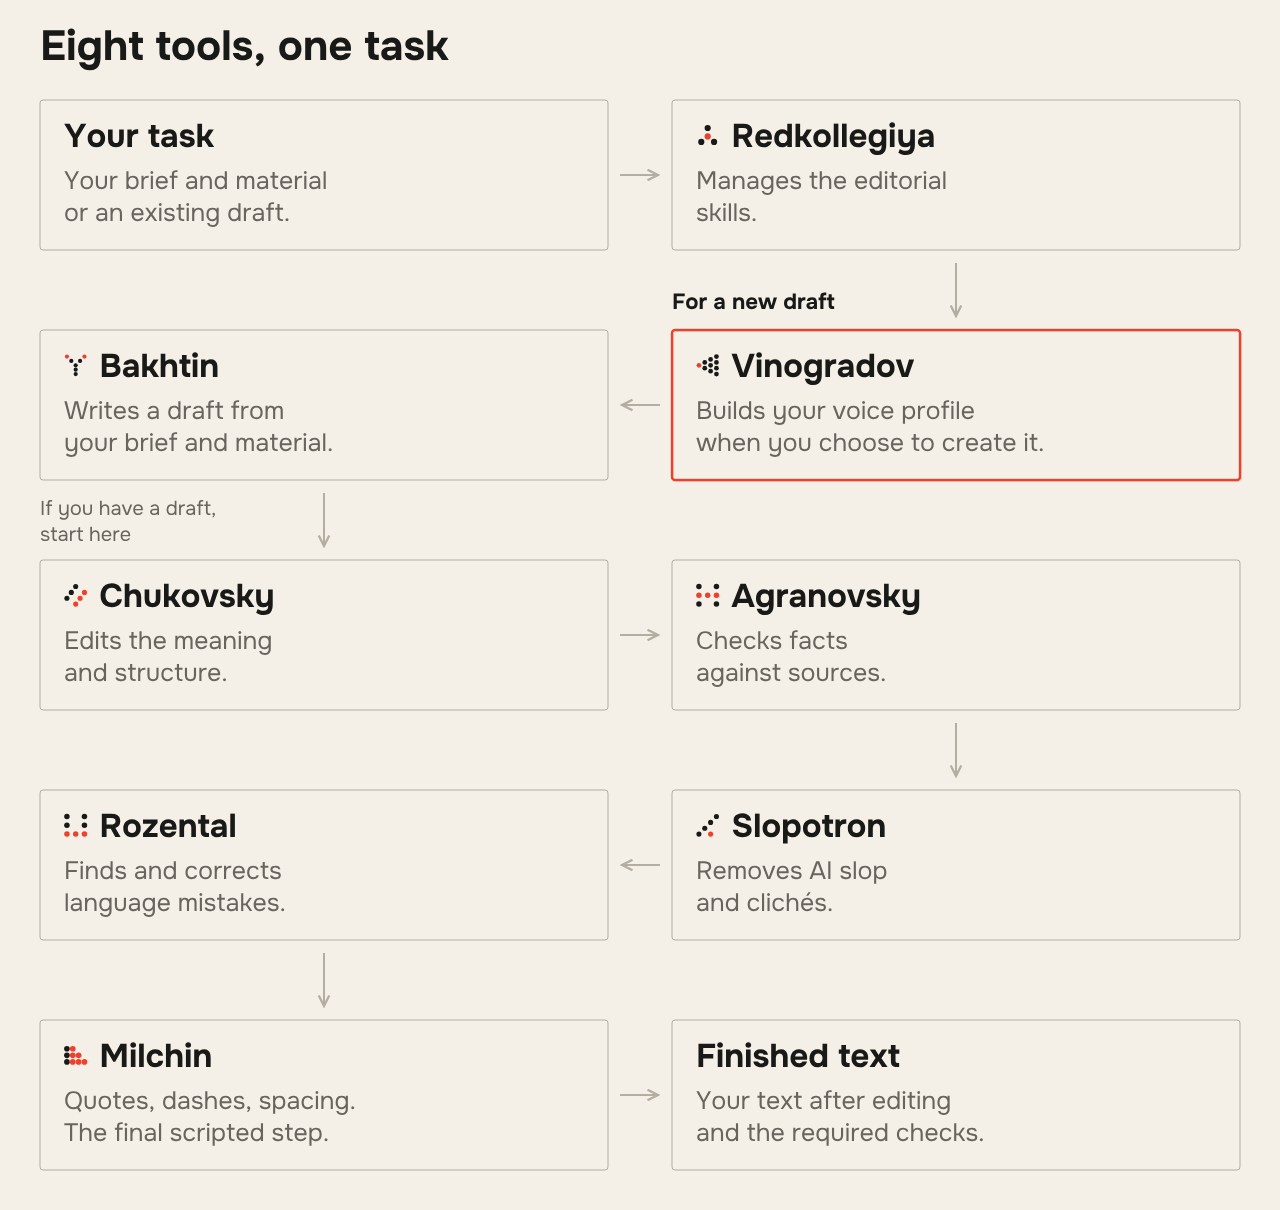 Eight tools, one task
Your task
Your brief and material
or an existing draft.
Redkollegiya
Manages the editorial
skills.
For a new draft
Vinogradov
Builds your voice profile
when you choose to create it.
Bakhtin
Writes a draft from
your brief and material.
If you have a draft,
start here
Chukovsky
Edits the meaning
and structure.
Agranovsky
Checks facts
against sources.
Slopotron
Removes AI slop
and clichés.
Rozental
Finds and corrects
language mistakes.
Milchin
Quotes, dashes, spacing.
The final scripted step.
Finished text
Your text after editing
and the required checks.